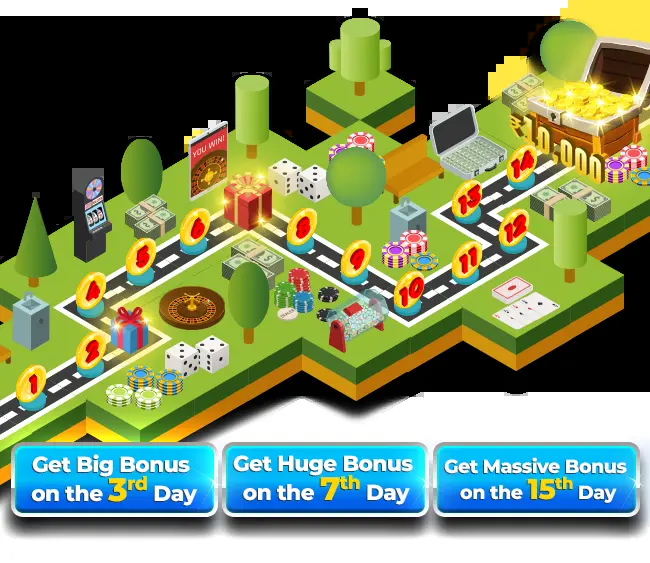 YOU WIN!
₹10,000
14
13
12
11
10
9
8
6
5
4
2
1
DEALER
Get Big Bonus
on the 3rd Day
Get Huge Bonus
on the 7th Day
Get Massive Bonus
on the 15th Day